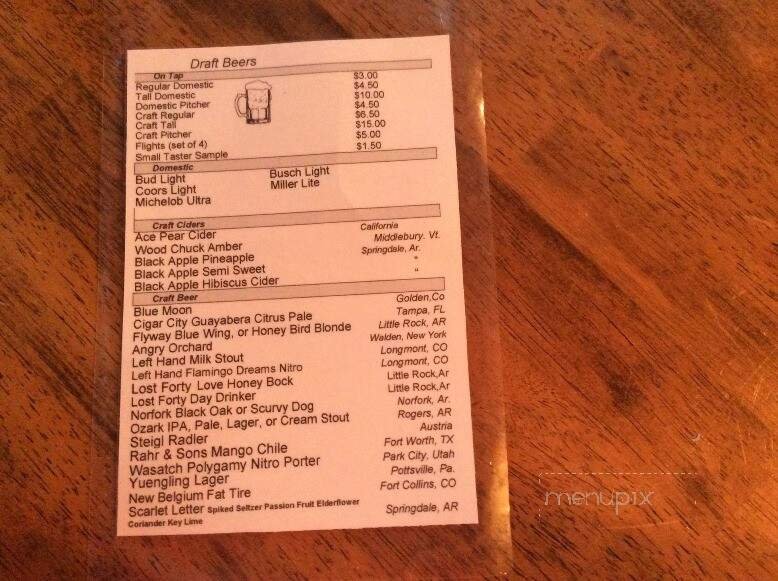 Draft Beers
On Tap
Regular Domestic $3.00
Tall Domestic $4.50
Domestic Pitcher $10.00
Craft Regular $4.50
Craft Tall $6.50
Craft Pitcher $15.00
Flights (set of 4) $5.00
Small Taster Sample $1.50
Domestic
Bud Light Busch Light
Coors Light Miller Lite
Michelob Ultra
Craft Ciders
Ace Pear Cider California
Wood Chuck Amber Middlebury. Vt.
Black Apple Pineapple Springdale, Ar.
Black Apple Semi Sweet "
Black Apple Hibiscus Cider "
Craft Beer
Blue Moon Golden,Co
Cigar City Guayabera Citrus Pale Tampa, FL
Flyway Blue Wing, or Honey Bird Blonde Little Rock, AR
Angry Orchard Walden, New York
Left Hand Milk Stout Longmont, CO
Left Hand Flamingo Dreams Nitro Longmont, CO
Lost Forty Love Honey Bock Little Rock,Ar
Lost Forty Day Drinker Little Rock,Ar
Norfork Black Oak or Scurvy Dog Norfork, Ar.
Ozark IPA, Pale, Lager, or Cream Stout Rogers, AR
Steigl Radler Austria
Rahr & Sons Mango Chile Fort Worth, TX
Wasatch Polygamy Nitro Porter Park City, Utah
Yuengling Lager Pottsville, Pa.
New Belgium Fat Tire Fort Collins, CO
Scarlet Letter Spiked Seltzer Passion Fruit Elderflower Springdale, AR
Coriander Key Lime
menupix